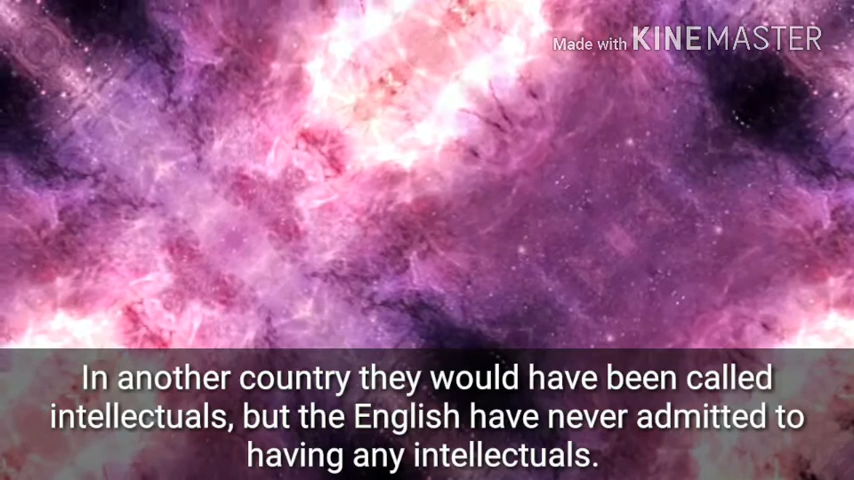 Made with KINEMASTER
In another country they would have been called
intellectuals, but the English have never admitted to
having any intellectuals.